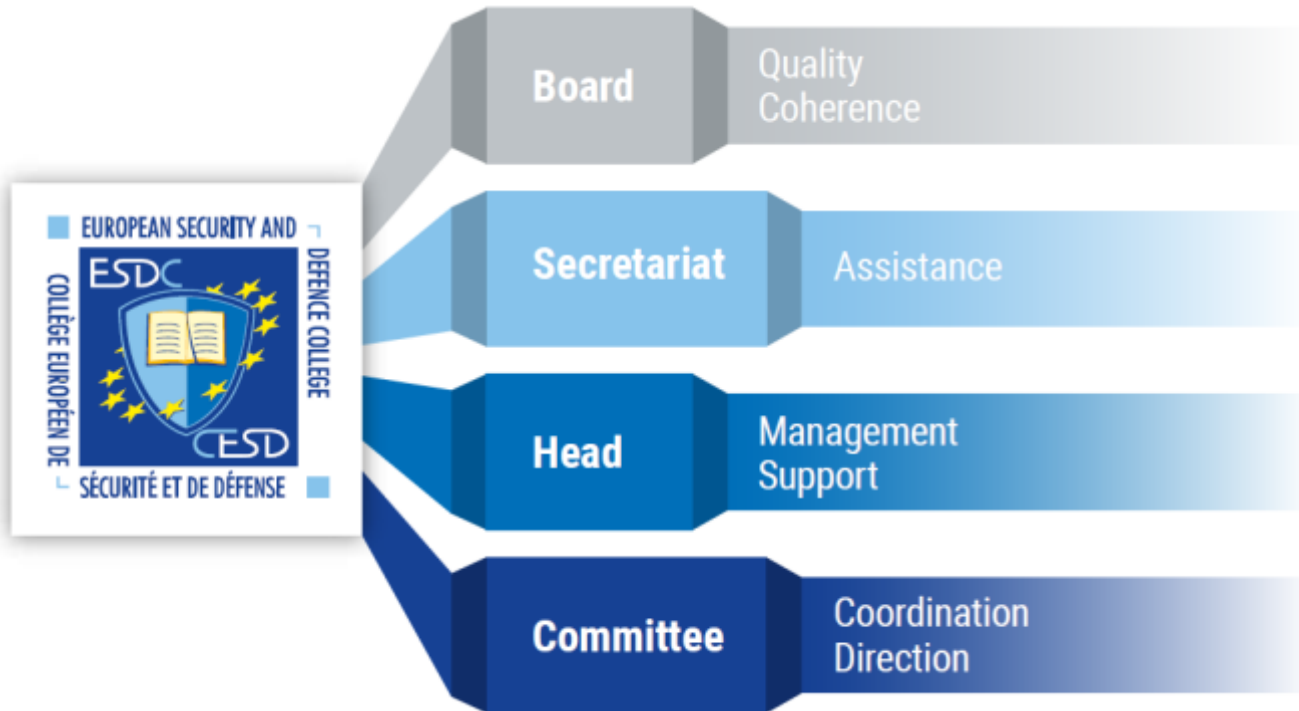 EUROPEAN SECURITY AND
DEFENCE COLLEGE
COLLÈGE EUROPÉEN DE
SÉCURITÉ ET DE DÉFENSE
ESDC
CESD
Board
Quality
Coherence
Secretariat
Assistance
Head
Management
Support
Committee
Coordination
Direction